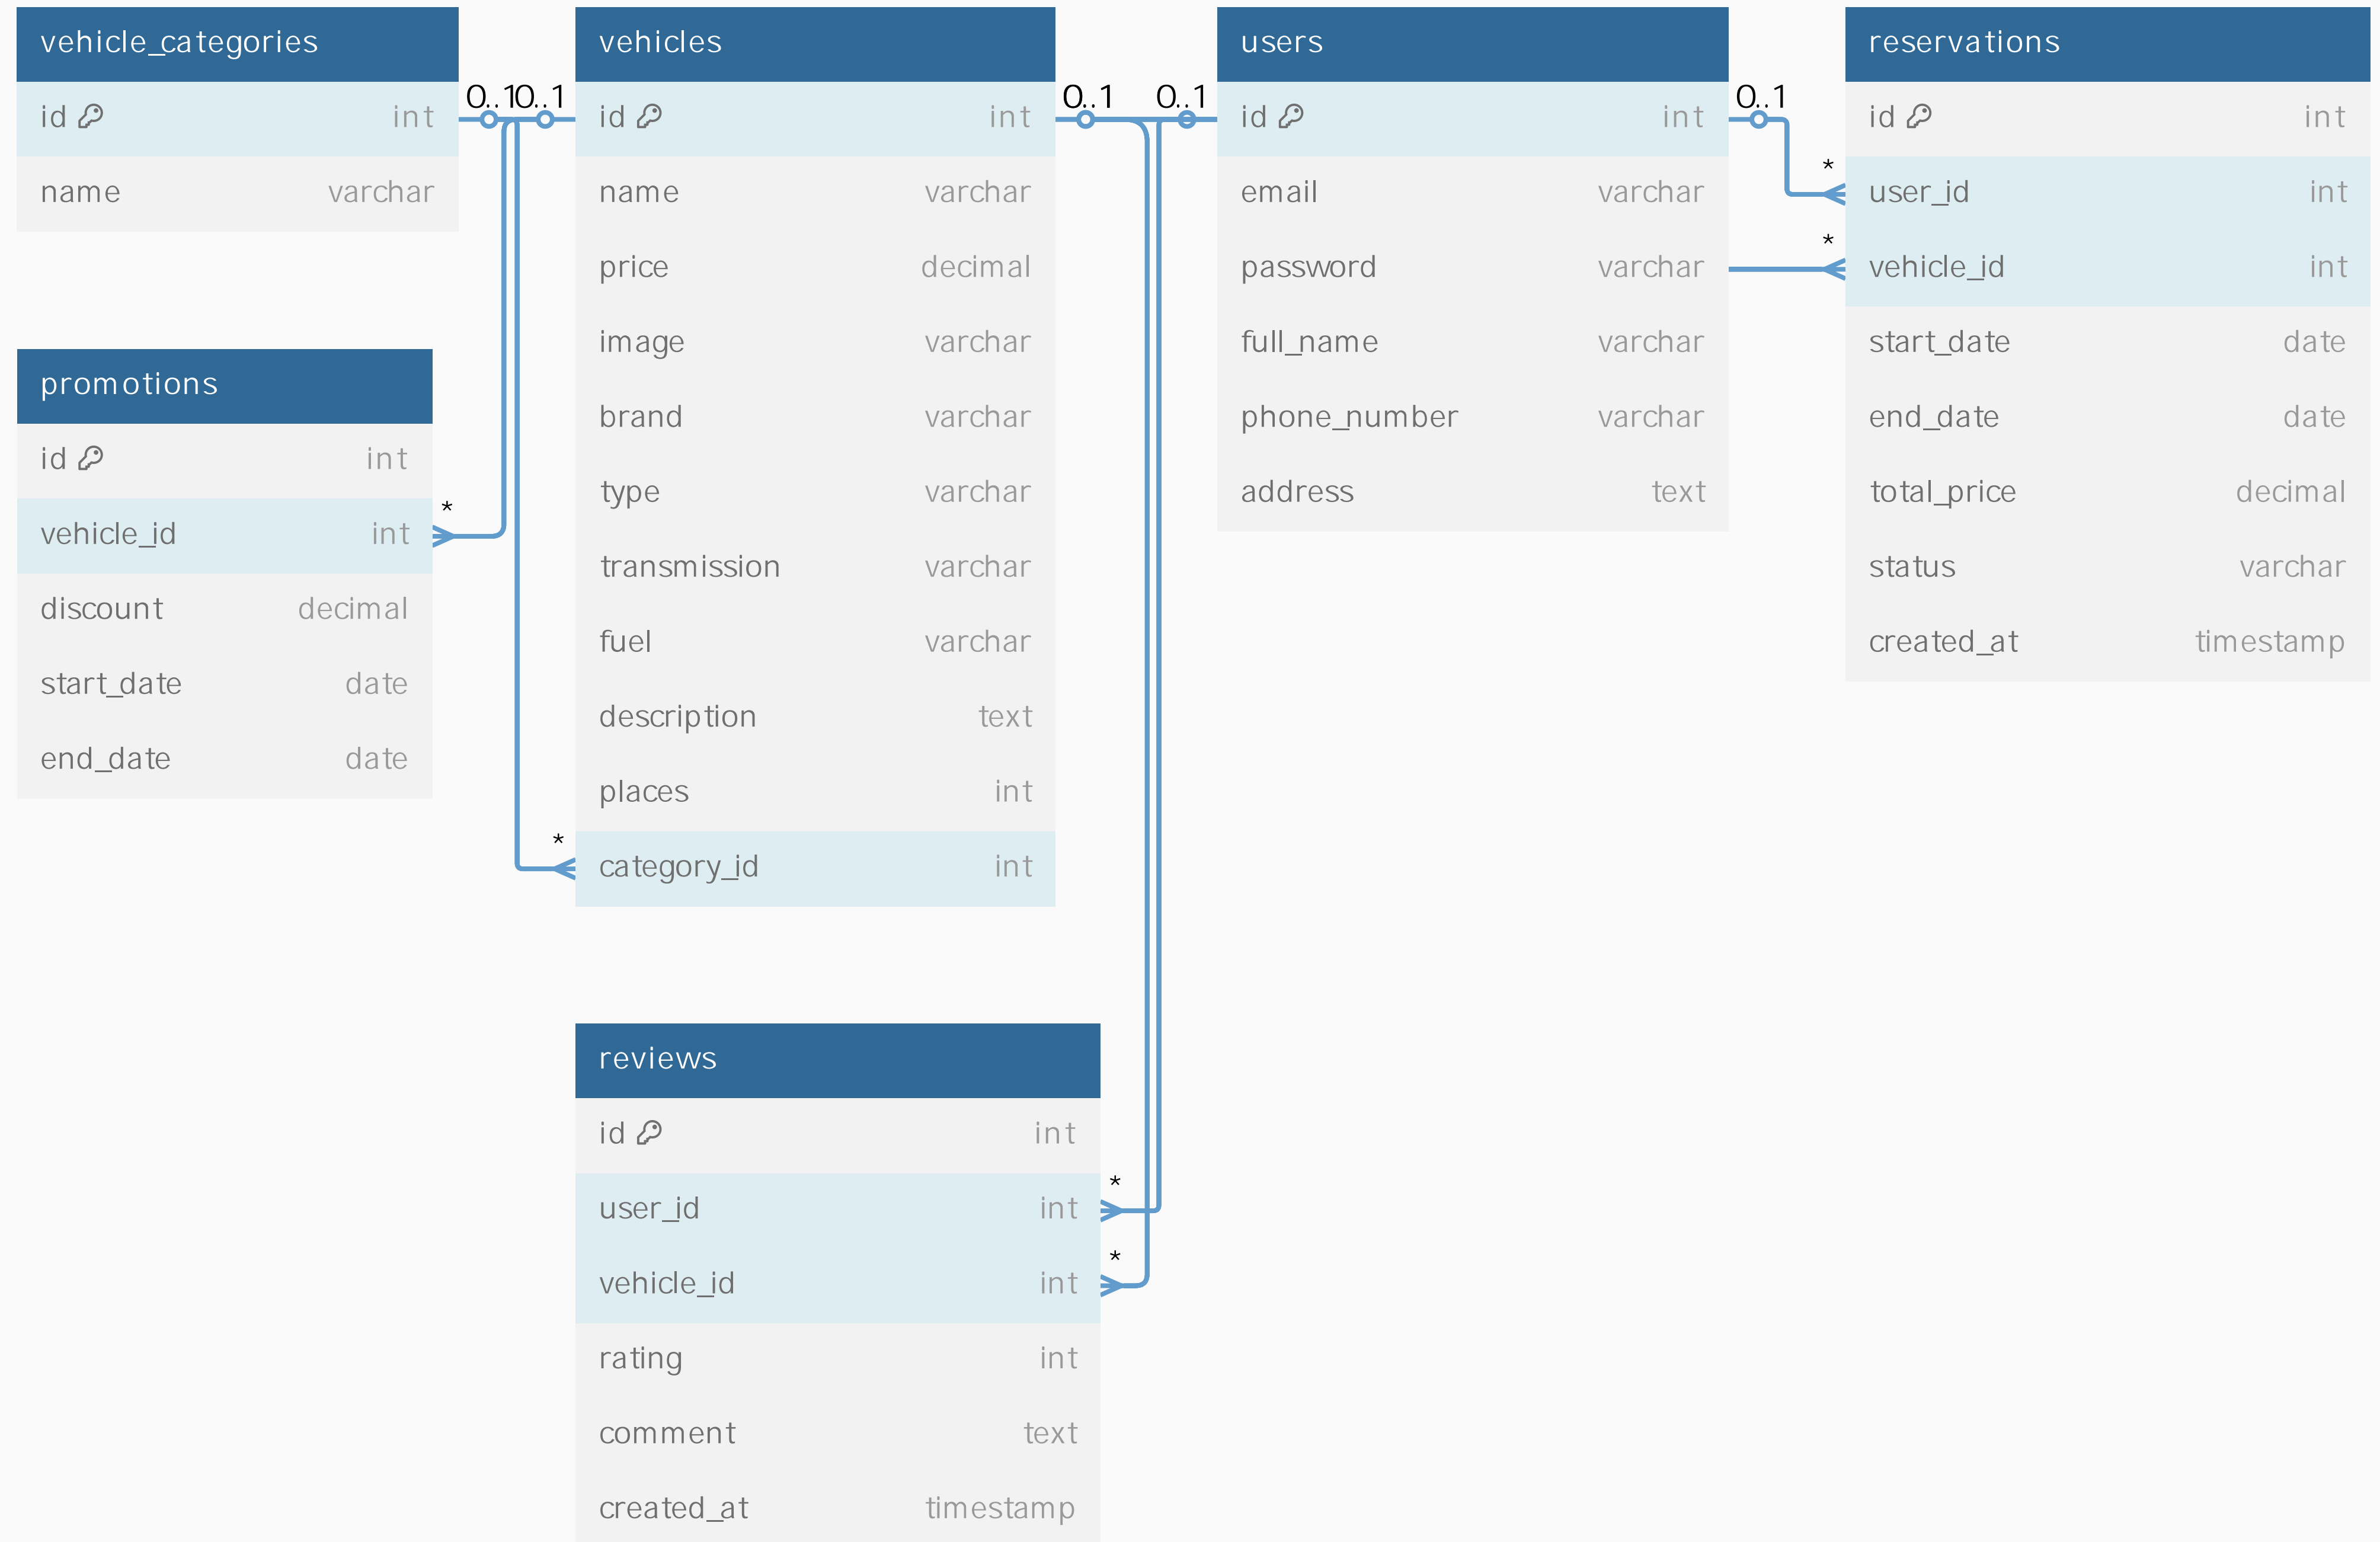 vehicle_categories
id int
name varchar
promotions
id int
vehicle_id int
discount decimal
start_date date
end_date date
vehicles
id int
name varchar
price decimal
image varchar
brand varchar
type varchar
transmission varchar
fuel varchar
description text
places int
category_id int
reviews
id int
user_id int
vehicle_id int
rating int
comment text
created_at timestamp
users
id int
email varchar
password varchar
full_name varchar
phone_number varchar
address text
reservations
id int
user_id int
vehicle_id int
start_date date
end_date date
total_price decimal
status varchar
created_at timestamp
0..1
0..1
0..1
0..1
0..1
*
*
*
*
*
*